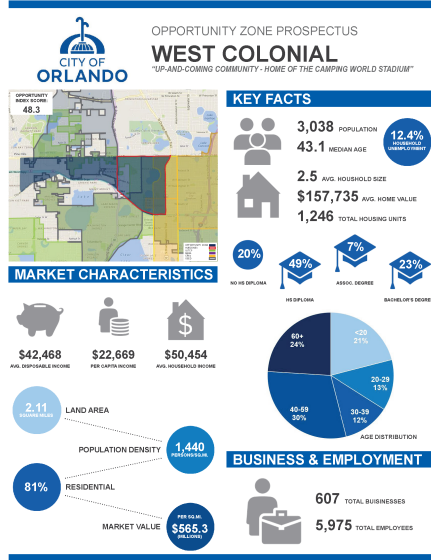 CITY OF
ORLANDO
OPPORTUNITY ZONE PROSPECTUS
WEST COLONIAL
"UP-AND-COMING COMMUNITY - HOME OF THE CAMPING WORLD STADIUM"
OPPORTUNITY
INDEX SCORE:
48.3
KEY FACTS
3,038 POPULATION
43.1 MEDIAN AGE
12.4%
HOUSEHOLD
UNEMPLOYMENT
2.5 AVG. HOUSHOLD SIZE
$157,735 AVG. HOME VALUE
1,246 TOTAL HOUSING UNITS
20%
NO HS DIPLOMA
49%
HS DIPLOMA
7%
ASSOC. DEGREE
23%
BACHELOR'S DEGRE
MARKET CHARACTERISTICS
$42,468
AVG. DISPOSABLE INCOME
$22,669
PER CAPITA INCOME
$
$50,454
AVG. HOUSEHOLD INCOME
<20
21%
20-29
13%
30-39
12%
40-59
30%
60+
24%
AGE DISTRIBUTION
2.11
SQUARE MILES
LAND AREA
POPULATION DENSITY
1,440
PERSONS/SQ.MI.
81%
RESIDENTIAL
MARKET VALUE
PER SQ.MI.
$565.3
(MILLIONS)
BUSINESS & EMPLOYMENT
607 TOTAL BUSINESSES
5,975 TOTAL EMPLOYEES